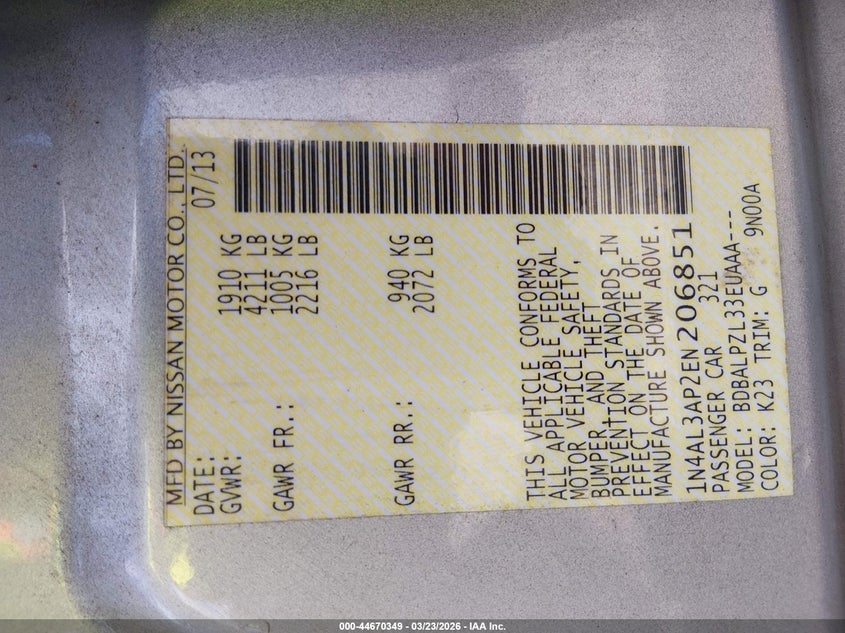 MFD BY NISSAN MOTOR CO., LTD.
DATE: 07/13
GVWR: 1910 KG
4211 LB
GAWR FR.: 1005 KG
2216 LB
GAWR RR.: 940 KG
2072 LB
THIS VEHICLE CONFORMS TO
ALL APPLICABLE FEDERAL
MOTOR VEHICLE SAFETY,
BUMPER, AND THEFT
PREVENTION STANDARDS IN
EFFECT ON THE DATE OF
MANUFACTURE SHOWN ABOVE.
1N4AL3AP2EN206851
PASSENGER CAR 321
MODEL: BDBALPZL33EUAAA---
COLOR: K23 TRIM: G 9N00A
000-44670349 - 03/23/2026 - IAA Inc.